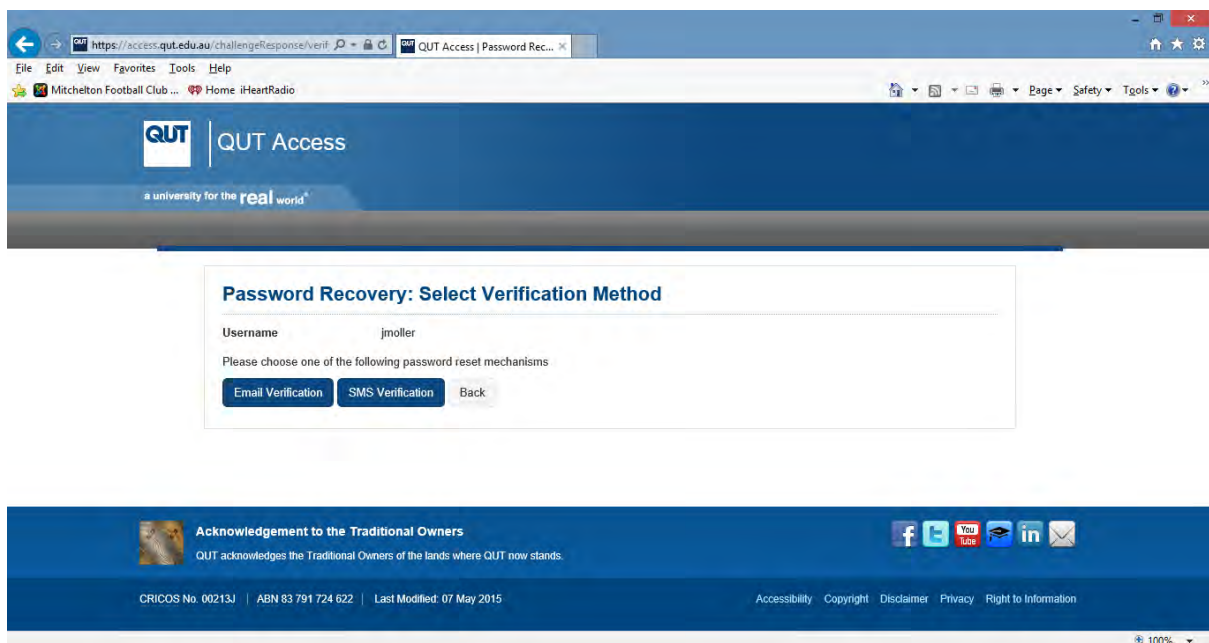 https://access.qut.edu.au/challengeResponse/verif
QUT Access | Password Rec...
File Edit View Favorites Tools Help
Mitchelton Football Club ... Home iHeartRadio
Page Safety Tools
QUT
QUT Access
a university for the real world
Password Recovery: Select Verification Method
Username jmoller
Please choose one of the following password reset mechanisms
Email Verification SMS Verification Back
Acknowledgement to the Traditional Owners
You Tube in
QUT acknowledges the Traditional Owners of the lands where QUT now stands.
CRICOS No. 00213J | ABN 83 791 724 622 | Last Modified: 07 May 2015
Accessibility Copyright Disclaimer Privacy Right to Information
100%